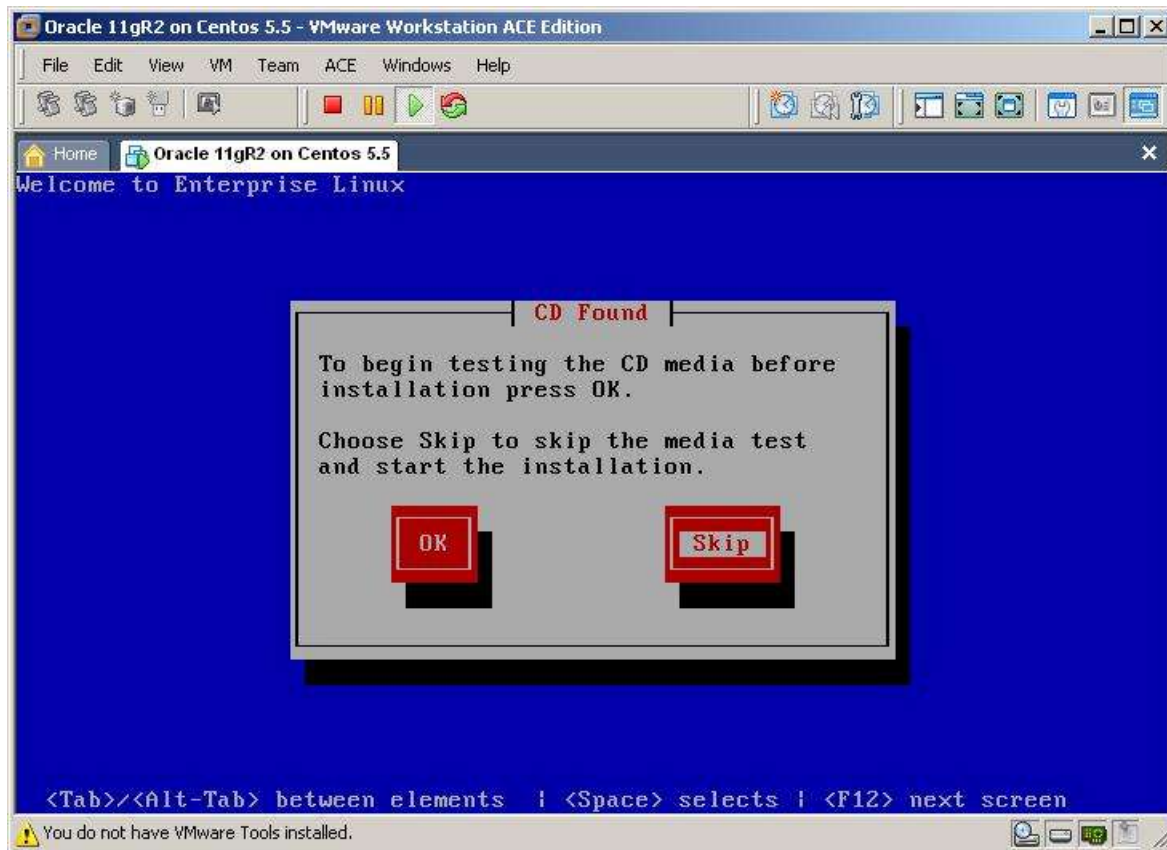 Oracle 11gR2 on Centos 5.5 - VMware Workstation ACE Edition
File Edit View VM Team ACE Windows Help
Home Oracle 11gR2 on Centos 5.5
Welcome to Enterprise Linux
CD Found
To begin testing the CD media before
installation press OK.
Choose Skip to skip the media test
and start the installation.
OK Skip
<Tab>/<Alt-Tab> between elements | <Space> selects | <F12> next screen
You do not have VMware Tools installed.